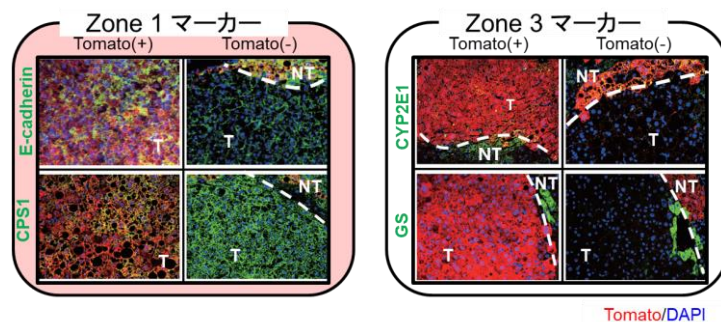 Zone 1 マーカー
Tomato(+) Tomato(-)
E-cadherin
T
NT
T
CPS1
T
NT
T
Zone 3 マーカー
Tomato(+) Tomato(-)
CYP2E1
T
NT
NT
T
GS
NT
T
NT
T
Tomato/DAPI